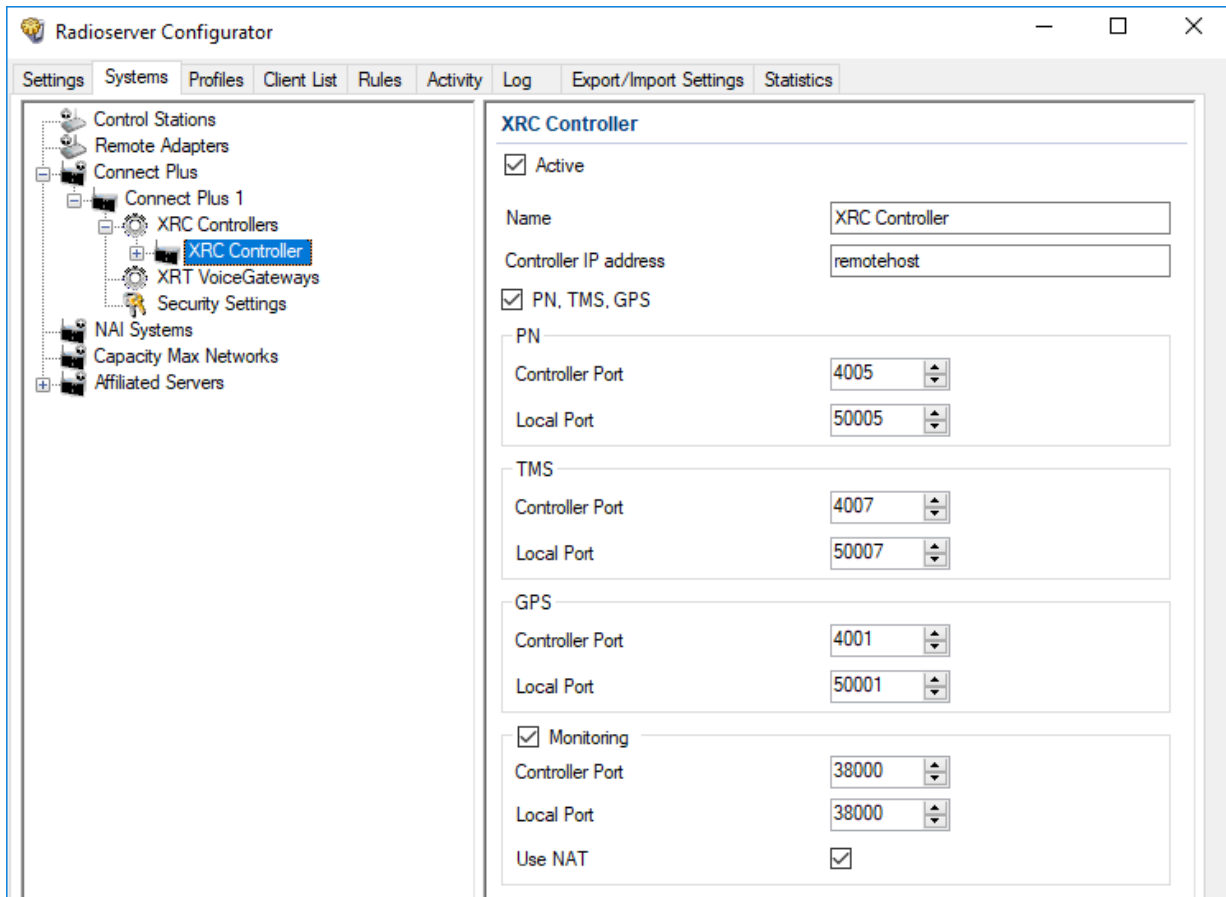 Radioserver Configurator
Settings Systems Profiles Client List Rules Activity Log Export/Import Settings Statistics
Control Stations
Remote Adapters
Connect Plus
Connect Plus 1
XRC Controllers
XRC Controller
XRT VoiceGateways
Security Settings
NAI Systems
Capacity Max Networks
Affiliated Servers
XRC Controller
Active
Name XRC Controller
Controller IP address remotehost
PN, TMS, GPS
PN
Controller Port 4005
Local Port 50005
TMS
Controller Port 4007
Local Port 50007
GPS
Controller Port 4001
Local Port 50001
Monitoring
Controller Port 38000
Local Port 38000
Use NAT